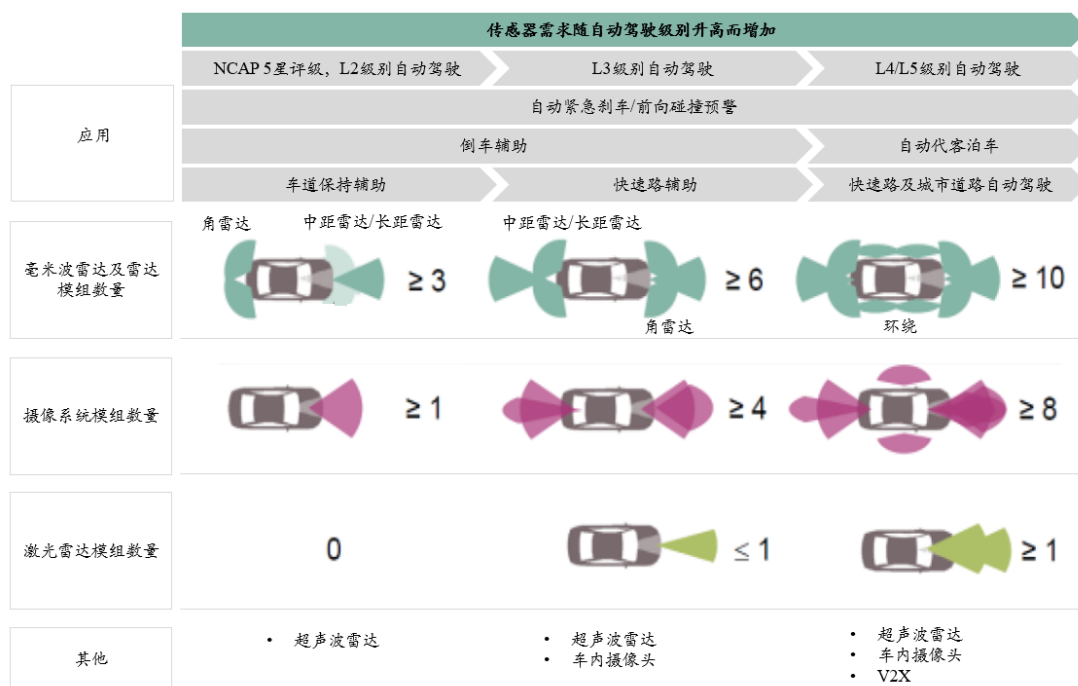 传感器需求随自动驾驶级别升高而增加
NCAP 5星评级，L2级别自动驾驶
L3级别自动驾驶
L4/L5级别自动驾驶
应用
自动紧急刹车/前向碰撞预警
倒车辅助
自动代客泊车
车道保持辅助
快速路辅助
快速路及城市道路自动驾驶
毫米波雷达及雷达
模组数量
角雷达
中距雷达/长距雷达
≥ 3
中距雷达/长距雷达
角雷达
≥ 6
环绕
≥ 10
摄像系统模组数量
≥ 1
≥ 4
≥ 8
激光雷达模组数量
0
≤ 1
≥ 1
其他
• 超声波雷达
• 超声波雷达
• 车内摄像头
• 超声波雷达
• 车内摄像头
• V2X